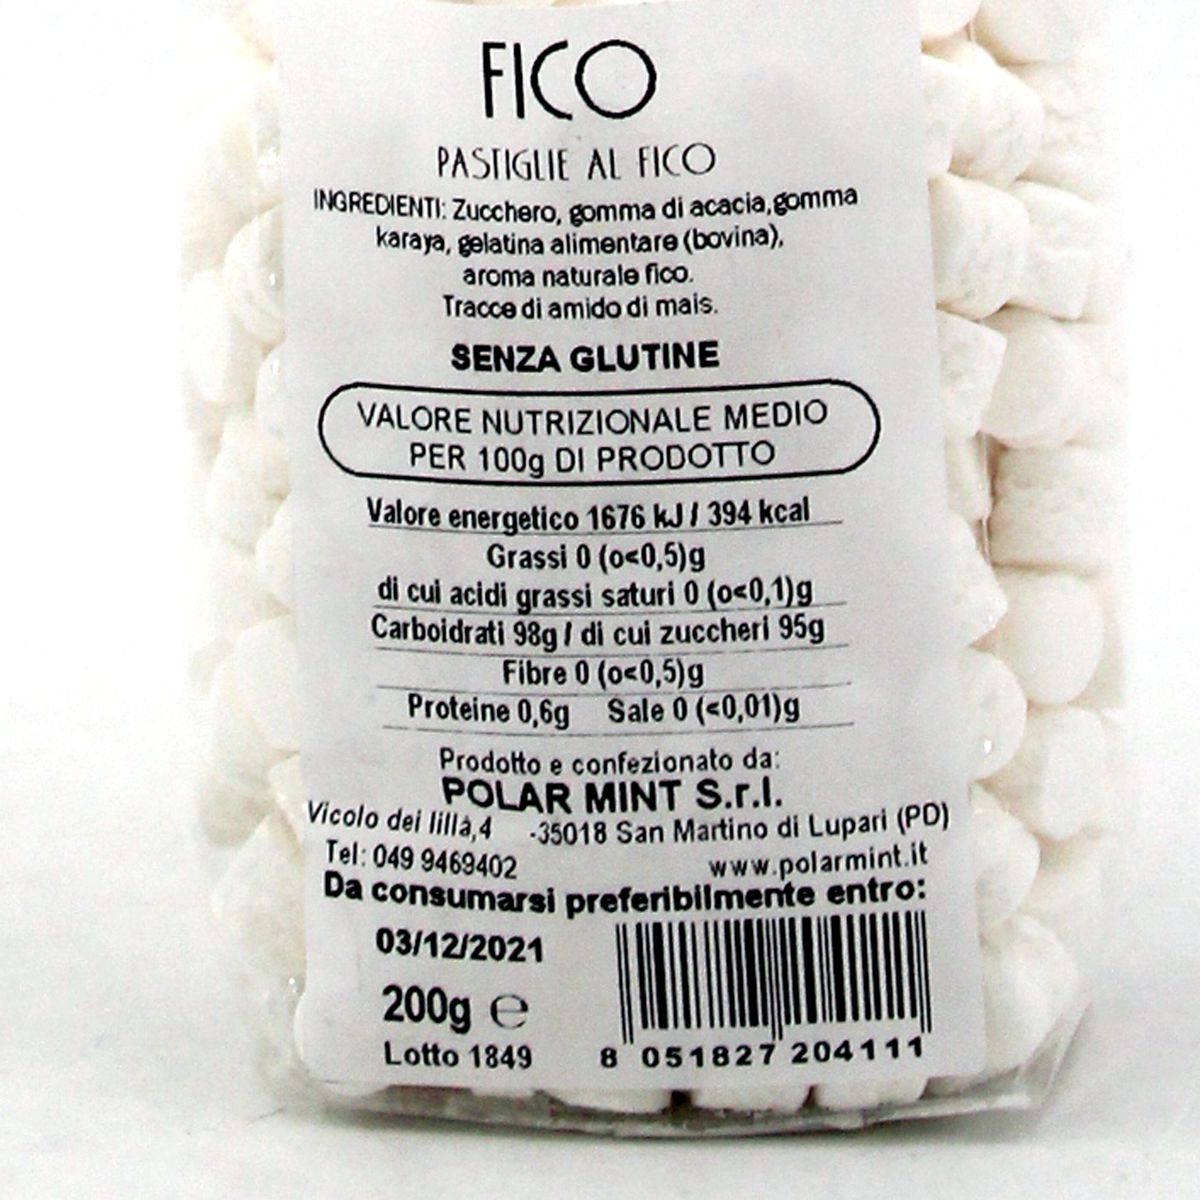 FICO
PASTIGLIE AL FICO
INGREDIENTI: Zucchero, gomma di acacia,gomma
karaya, gelatina alimentare (bovina),
aroma naturale fico.
Tracce di amido di mais.
SENZA GLUTINE
VALORE NUTRIZIONALE MEDIO
PER 100g DI PRODOTTO
Valore energetico 1676 kJ / 394 kcal
Grassi 0 (o<0,5)g
di cui acidi grassi saturi 0 (o<0,1)g
Carboidrati 98g / di cui zuccheri 95g
Fibre 0 (o<0,5)g
Proteine 0,6g Sale 0 (<0,01)g
Prodotto e confezionato da:
POLAR MINT S.r.l.
Vicolo dei lillà,4 -35018 San Martino di Lupari (PD)
Tel: 049 9469402 www.polarmint.it
Da consumarsi preferibilmente entro:
03/12/2021
200g ℮
Lotto 1849
8 051827 204111